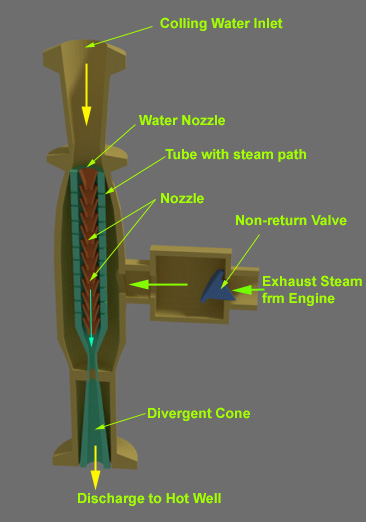 Colling Water Inlet
Water Nozzle
Tube with steam path
Nozzle
Non-return Valve
Exhaust Steam
frm Engine
Divergent Cone
Discharge to Hot Well